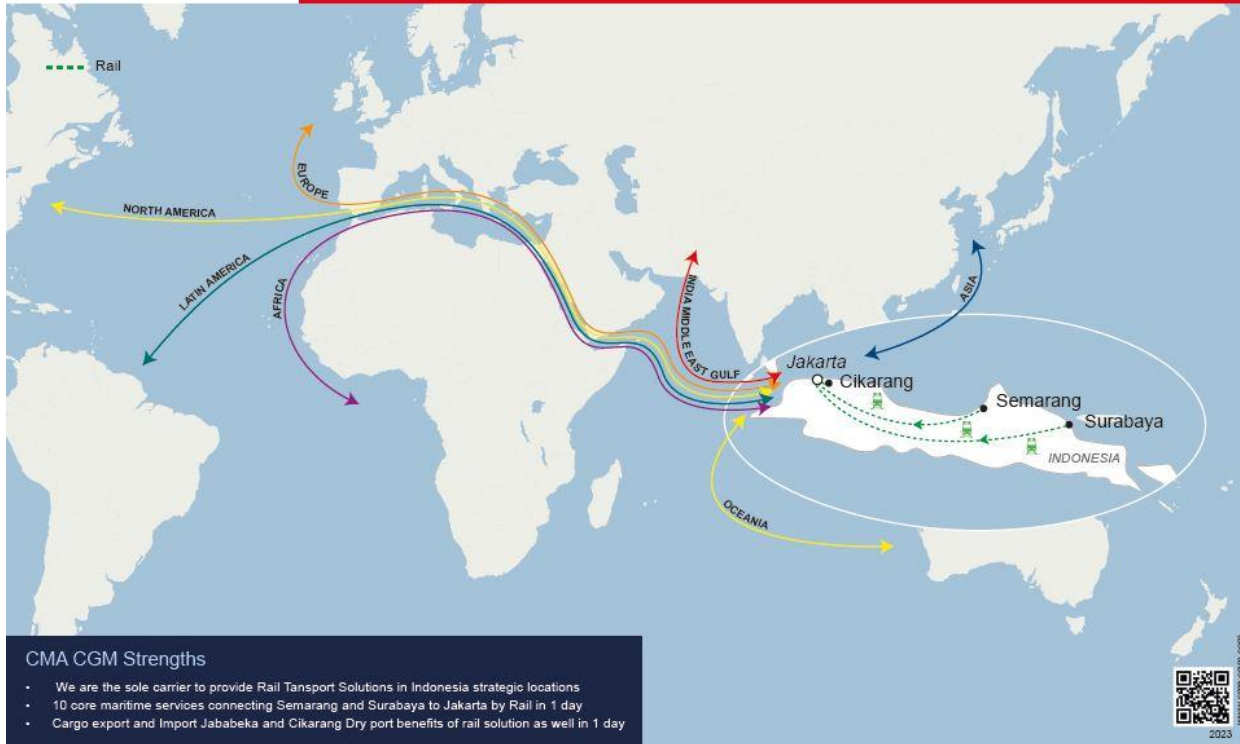 Rail
EUROPE
NORTH AMERICA
LATIN AMERICA
AFRICA
INDIA MIDDLE EAST GULF
ASIA
Jakarta
Cikarang
Semarang
Surabaya
INDONESIA
OCEANIA
CMA CGM Strengths
• We are the sole carrier to provide Rail Tansport Solutions in Indonesia strategic locations
• 10 core maritime services connecting Semarang and Surabaya to Jakarta by Rail in 1 day
• Cargo export and Import Jababeka and Cikarang Dry port benefits of rail solution as well in 1 day
2023